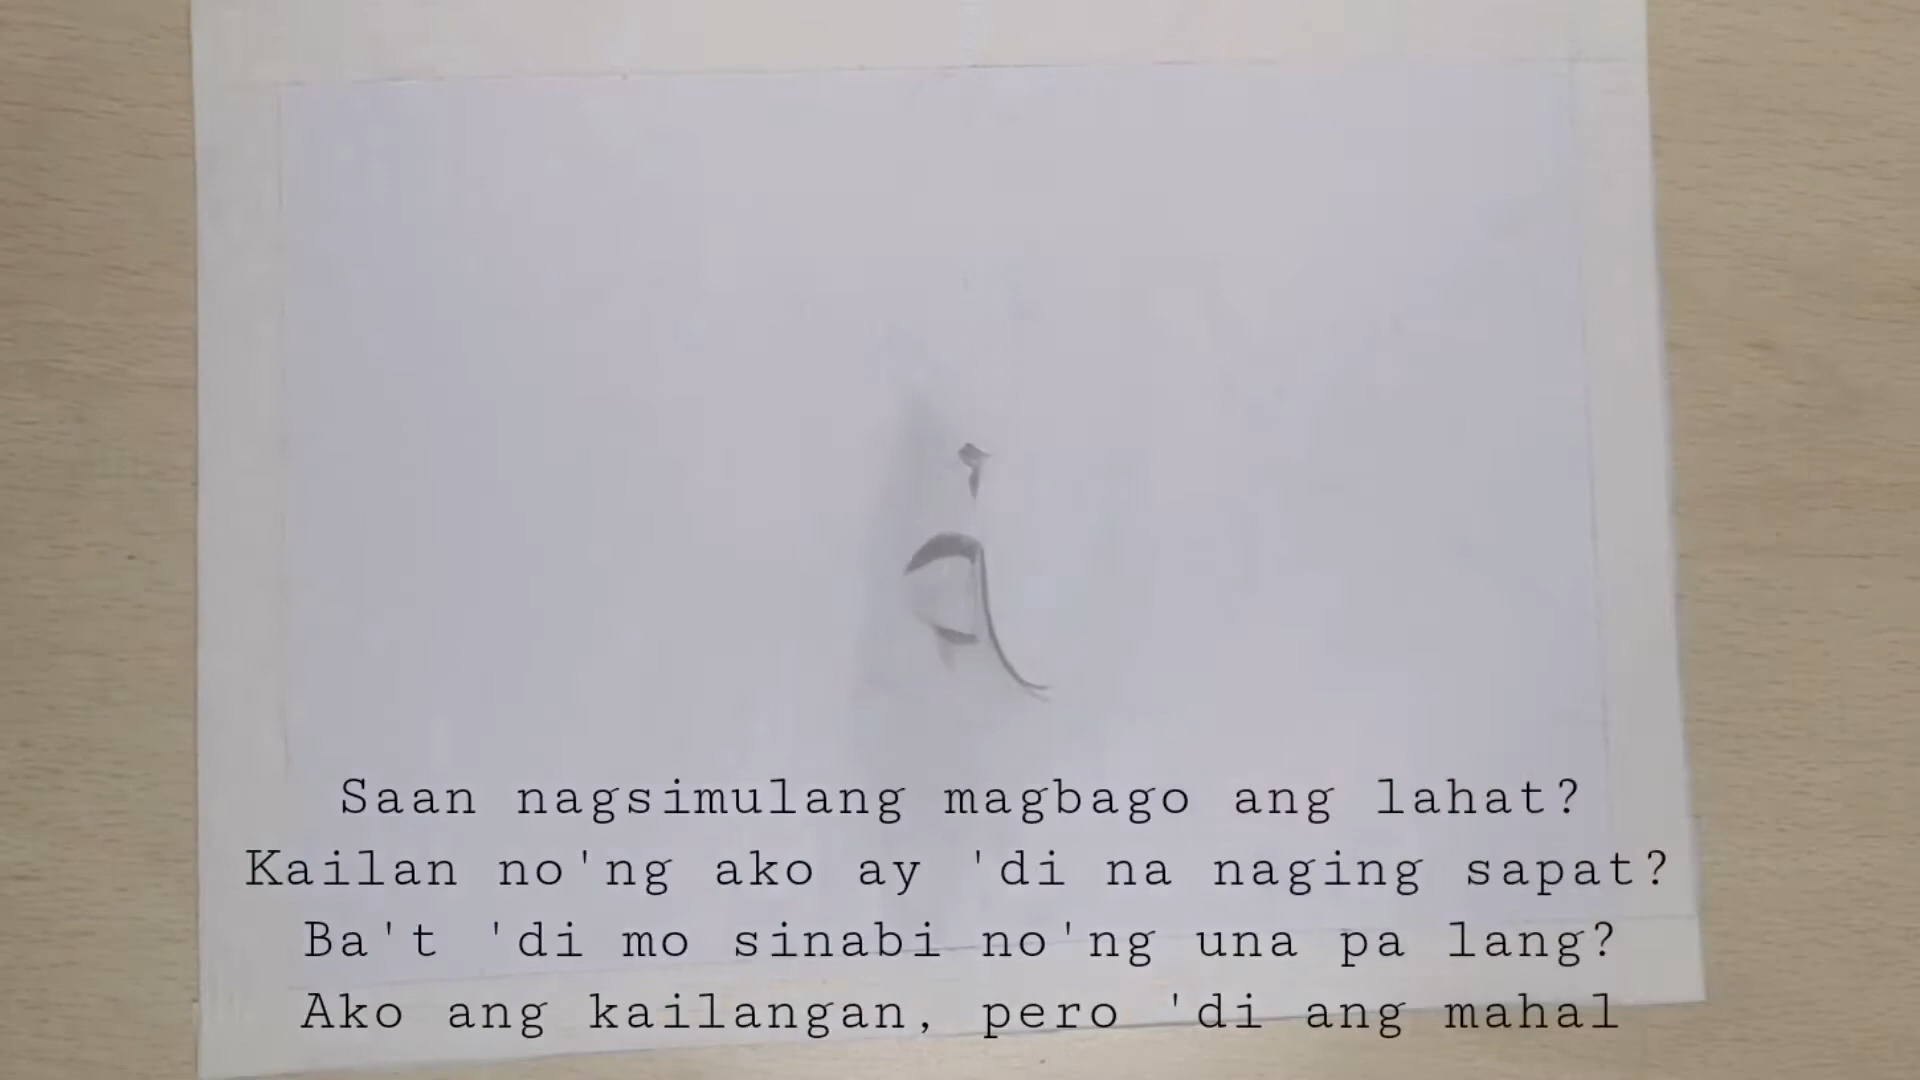 Saan nagsimulang magbago ang lahat?
Kailan no'ng ako ay 'di na naging sapat?
Ba't 'di mo sinabi no'ng una pa lang?
Ako ang kailangan, pero 'di ang mahal